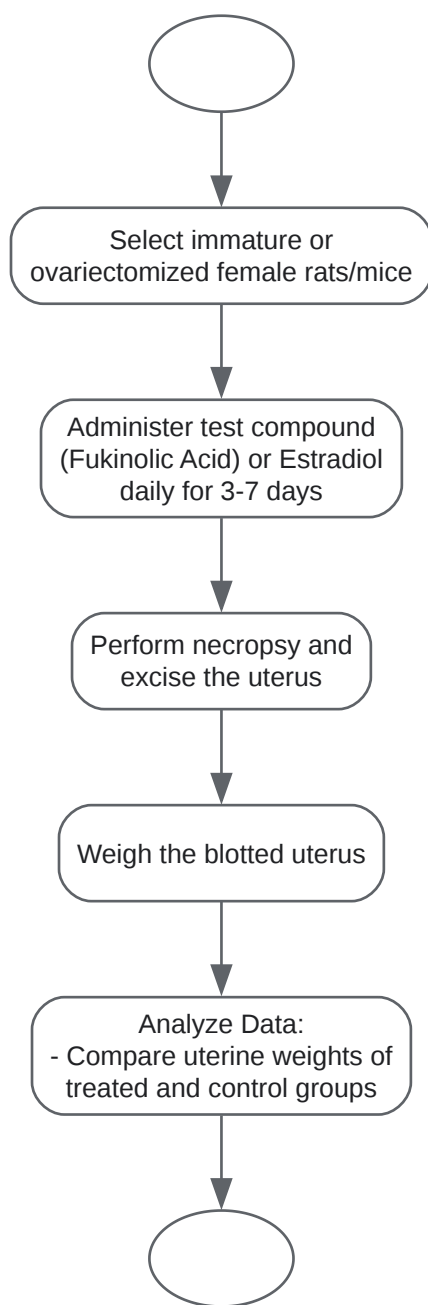 Select immature or
ovariectomized female rats/mice
Administer test compound
(Fukinolic Acid) or Estradiol
daily for 3-7 days
Perform necropsy and
excise the uterus
Weigh the blotted uterus
Analyze Data:
- Compare uterine weights of
treated and control groups